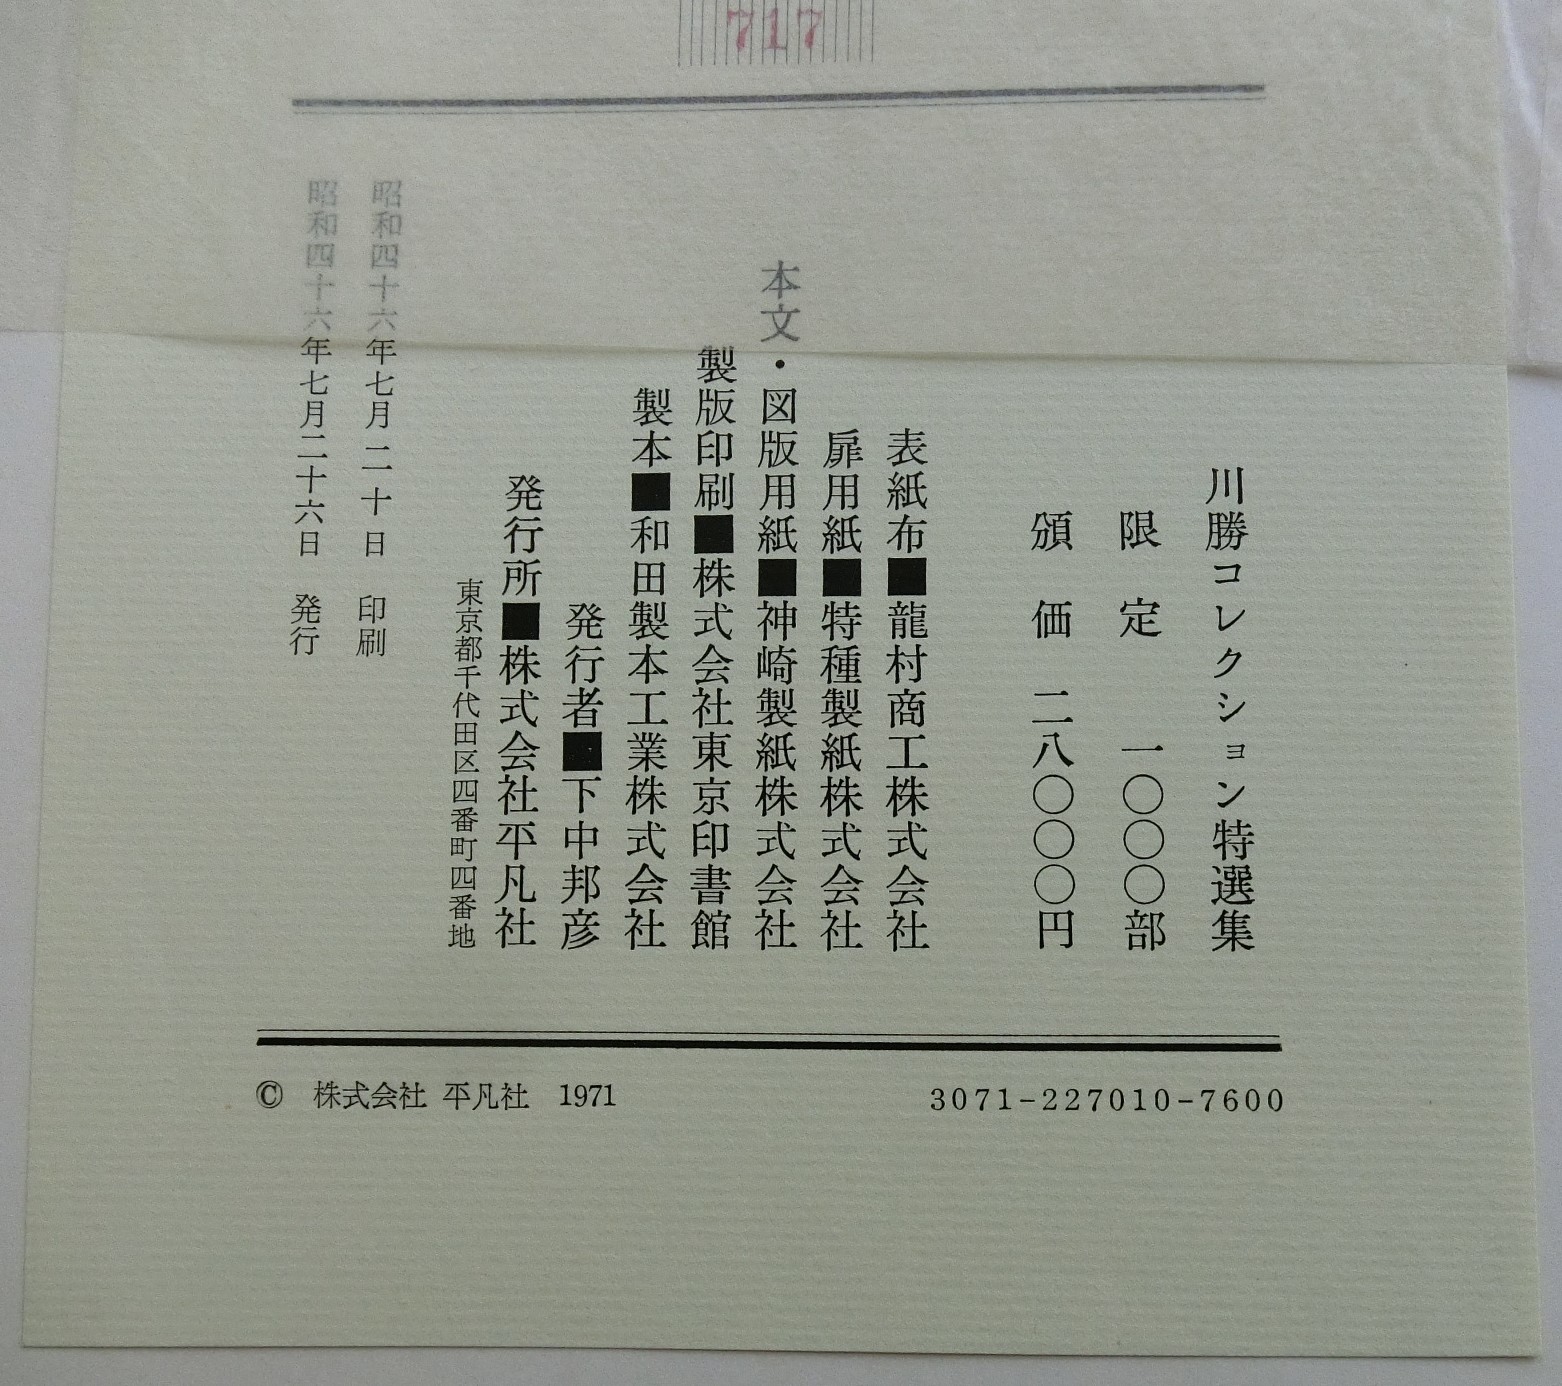 717
川勝コレクション特選集
限定 一〇〇〇部
頒価 二八〇〇〇円
表紙布■龍村商工株式会社
扉用紙■特種製紙株式会社
本文・図版用紙■神崎製紙株式会社
製版印刷■株式会社東京印書館
製本■和田製本工業株式会社
発行者■下中邦彦
発行所■株式会社平凡社
東京都千代田区四番町四番地
昭和四十六年七月二十日 印刷
昭和四十六年七月二十六日 発行
© 株式会社 平凡社 1971
3071-227010-7600